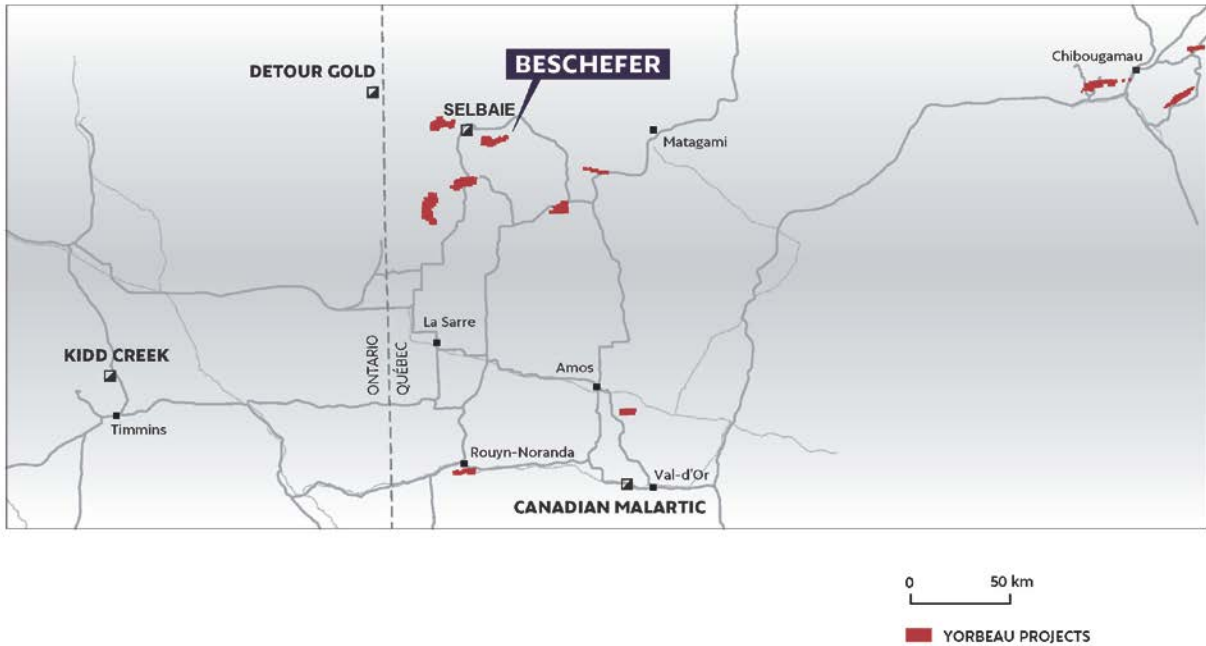 Chibougamau
BESCHEFER
DETOUR GOLD
SELBAIE
Matagami
La Sarre
ONTARIO
QUÉBEC
KIDD CREEK
Amos
Timmins
Rouyn-Noranda
Val-d'Or
CANADIAN MALARTIC
0 50 km
YORBEAU PROJECTS